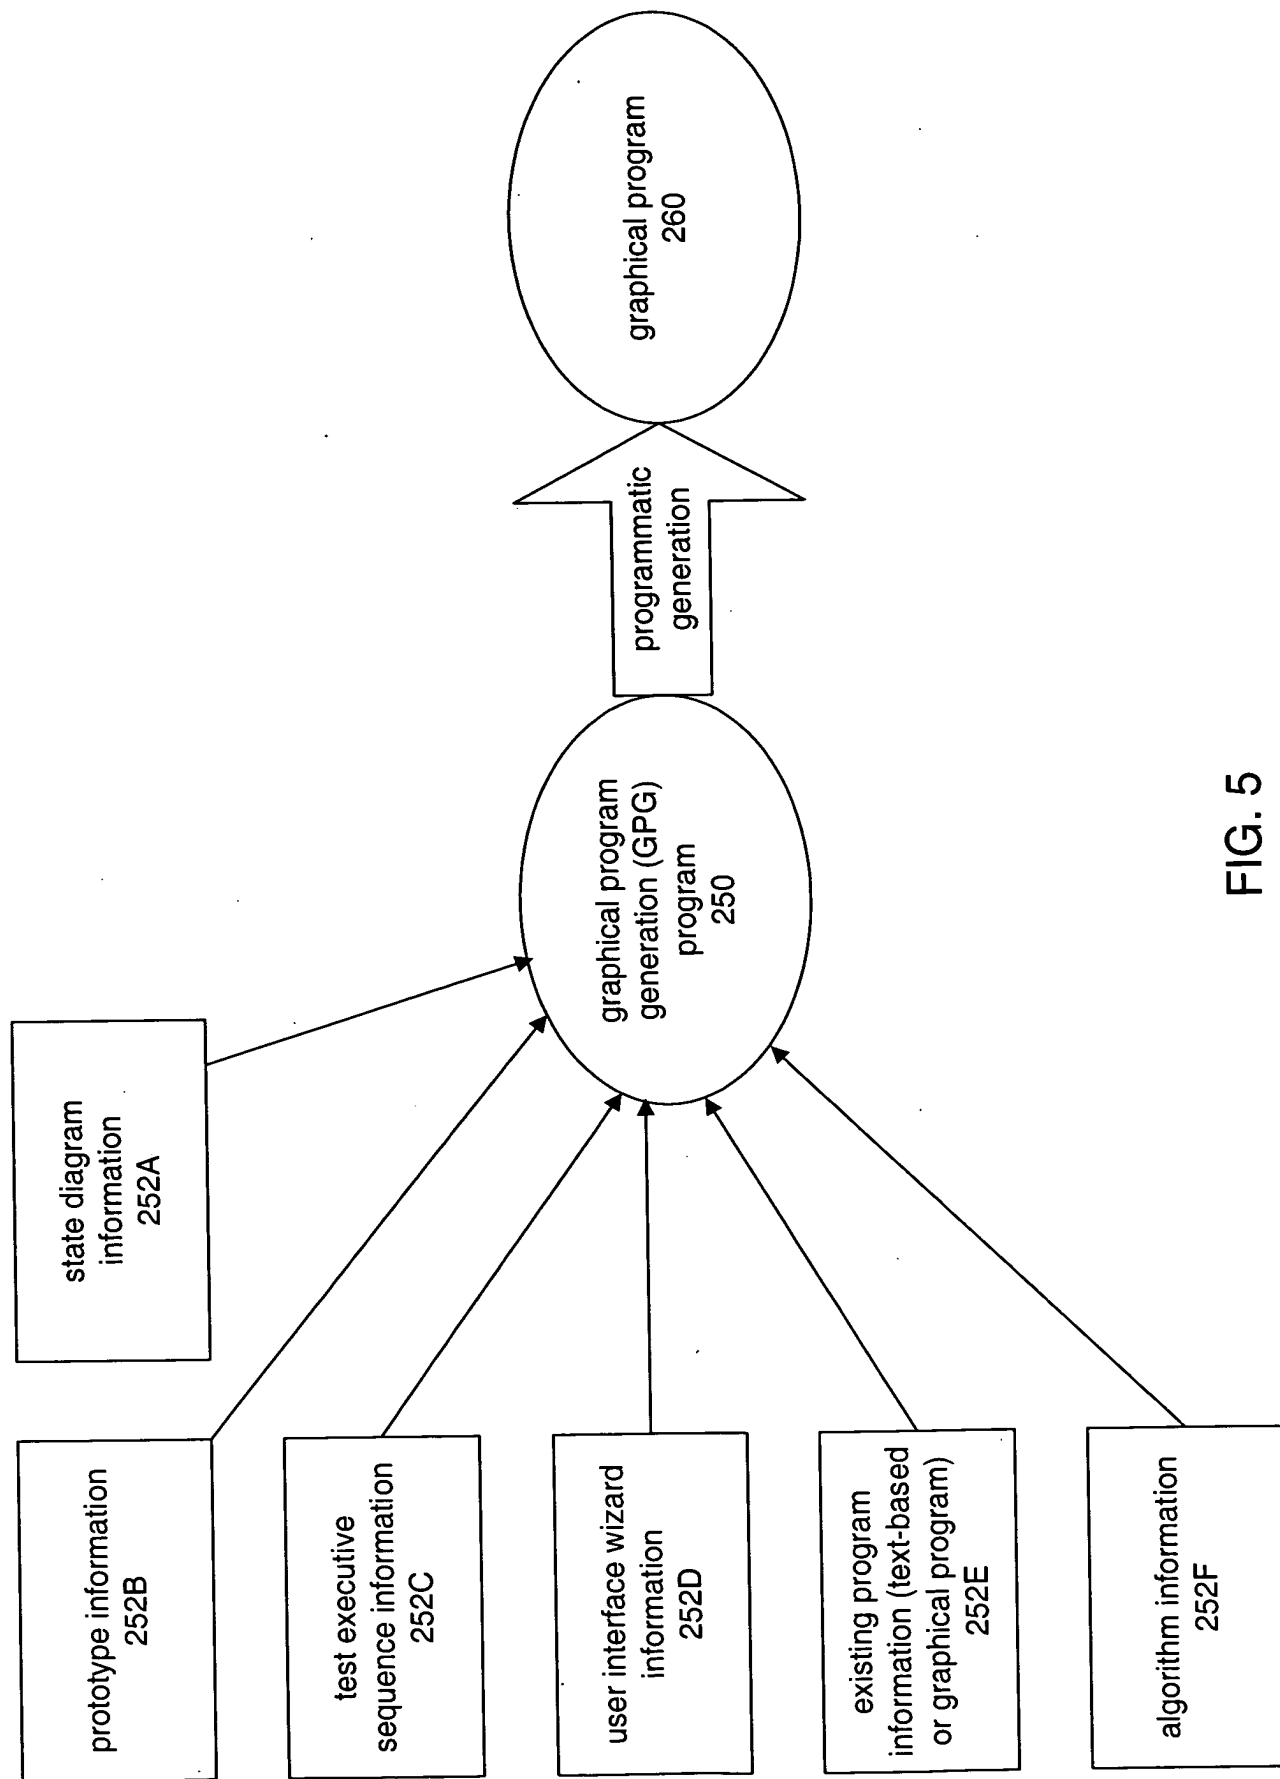 state diagram
information
252A
prototype information
252B
test executive
sequence information
252C
user interface wizard
information
252D
existing program
information (text-based
or graphical program)
252E
algorithm information
252F
graphical program
generation (GPG)
program
250
programmatic
generation
graphical program
260
FIG. 5